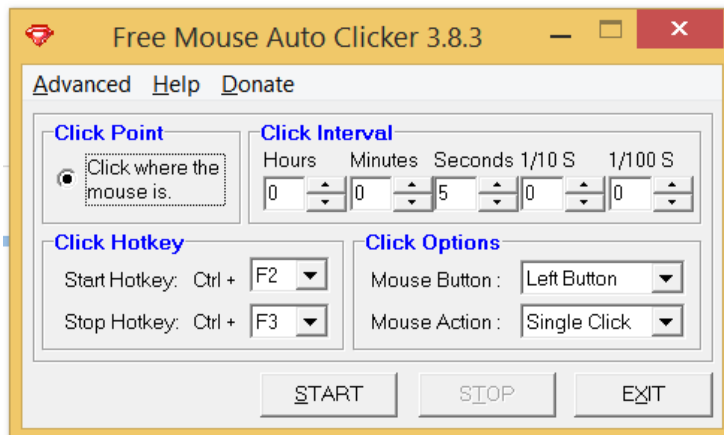 Free Mouse Auto Clicker 3.8.3
Advanced Help Donate
Click Point
Click where the
mouse is.
Click Interval
Hours Minutes Seconds 1/10 S 1/100 S
0 0 5 0 0
Click Hotkey
Start Hotkey: Ctrl + F2
Stop Hotkey: Ctrl + F3
Click Options
Mouse Button : Left Button
Mouse Action : Single Click
START STOP EXIT